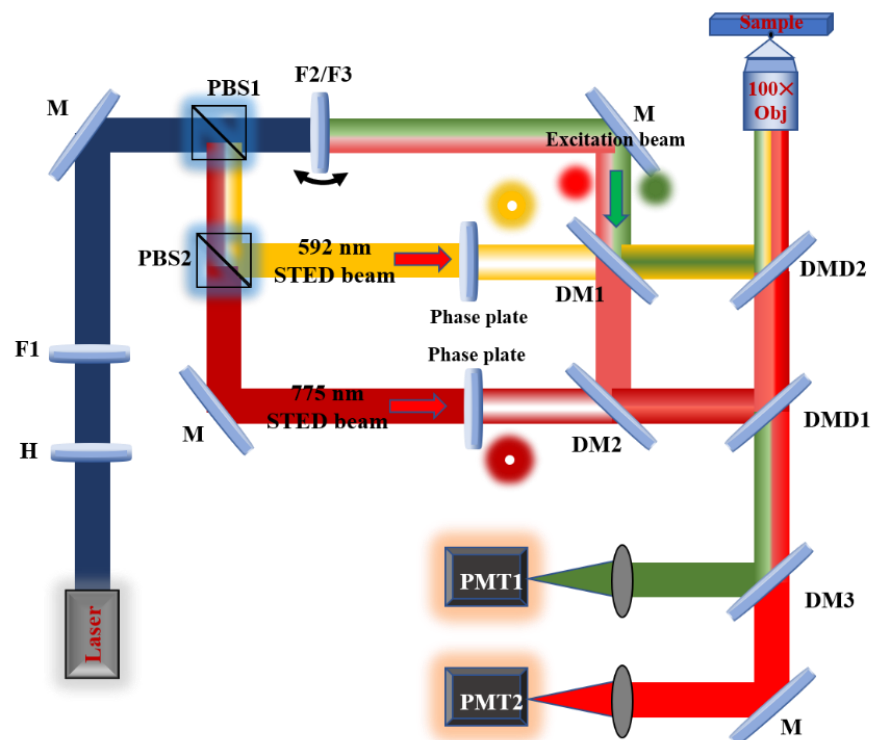 Sample
PBS1
F2/F3
M
M
100×
Obj
Excitation beam
PBS2
592 nm
STED beam
DM1
DMD2
Phase plate
F1
Phase plate
775 nm
STED beam
M
DM2
DMD1
H
PMT1
DM3
Laser
PMT2
M